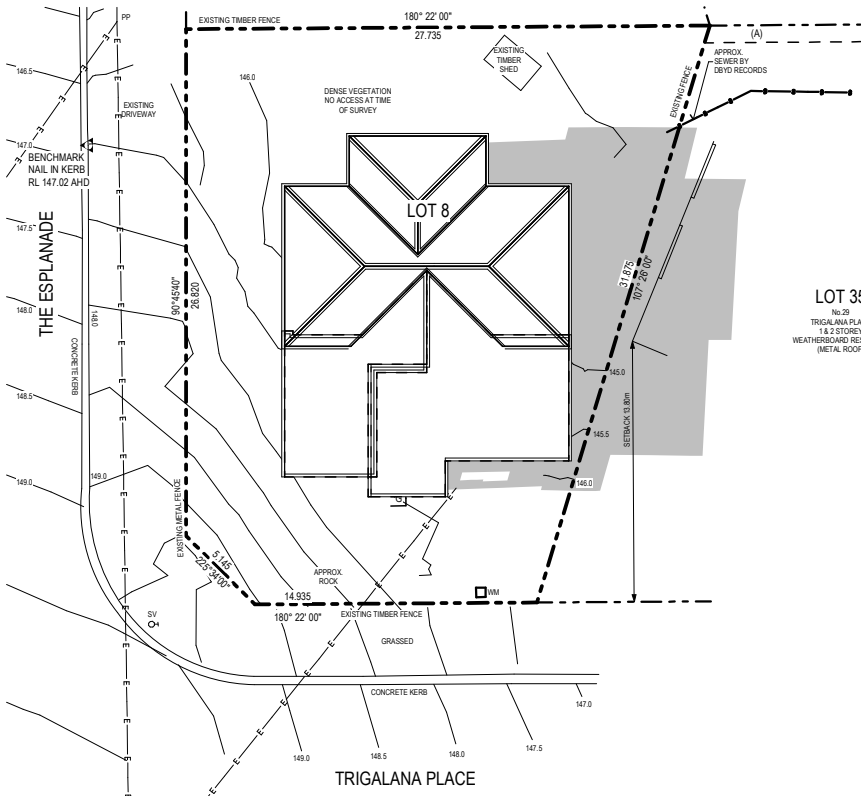 PP
EXISTING TIMBER FENCE
180° 22' 00"
27.735
(A)
EXISTING
TIMBER
SHED
APPROX.
SEWER BY
DBYD RECORDS
EXISTING FENCE
146.5
146.0
EXISTING
DRIVEWAY
DENSE VEGETATION
NO ACCESS AT TIME
OF SURVEY
147.0
BENCHMARK
NAIL IN KERB
RL 147.02 AHD
LOT 8
THE ESPLANADE
147.5
90°45'40"
26.820
31.875
107° 26' 00"
148.0
148.0
LOT 35
No.29
TRIGALANA PLA
1 & 2 STOREY
WEATHERBOARD RES
(METAL ROOF
CONCRETE KERB
148.5
145.0
SETBACK 13.80m
145.5
149.0
149.0
146.0
EXISTING METAL FENCE
G
5.145
225°34'00"
APPROX.
ROCK
14.935
WM
180° 22' 00"
EXISTING TIMBER FENCE
SV
GRASSED
CONCRETE KERB
147.0
149.0
148.5
148.0
147.5
TRIGALANA PLACE
E E E E E E E E E E E E E E E E